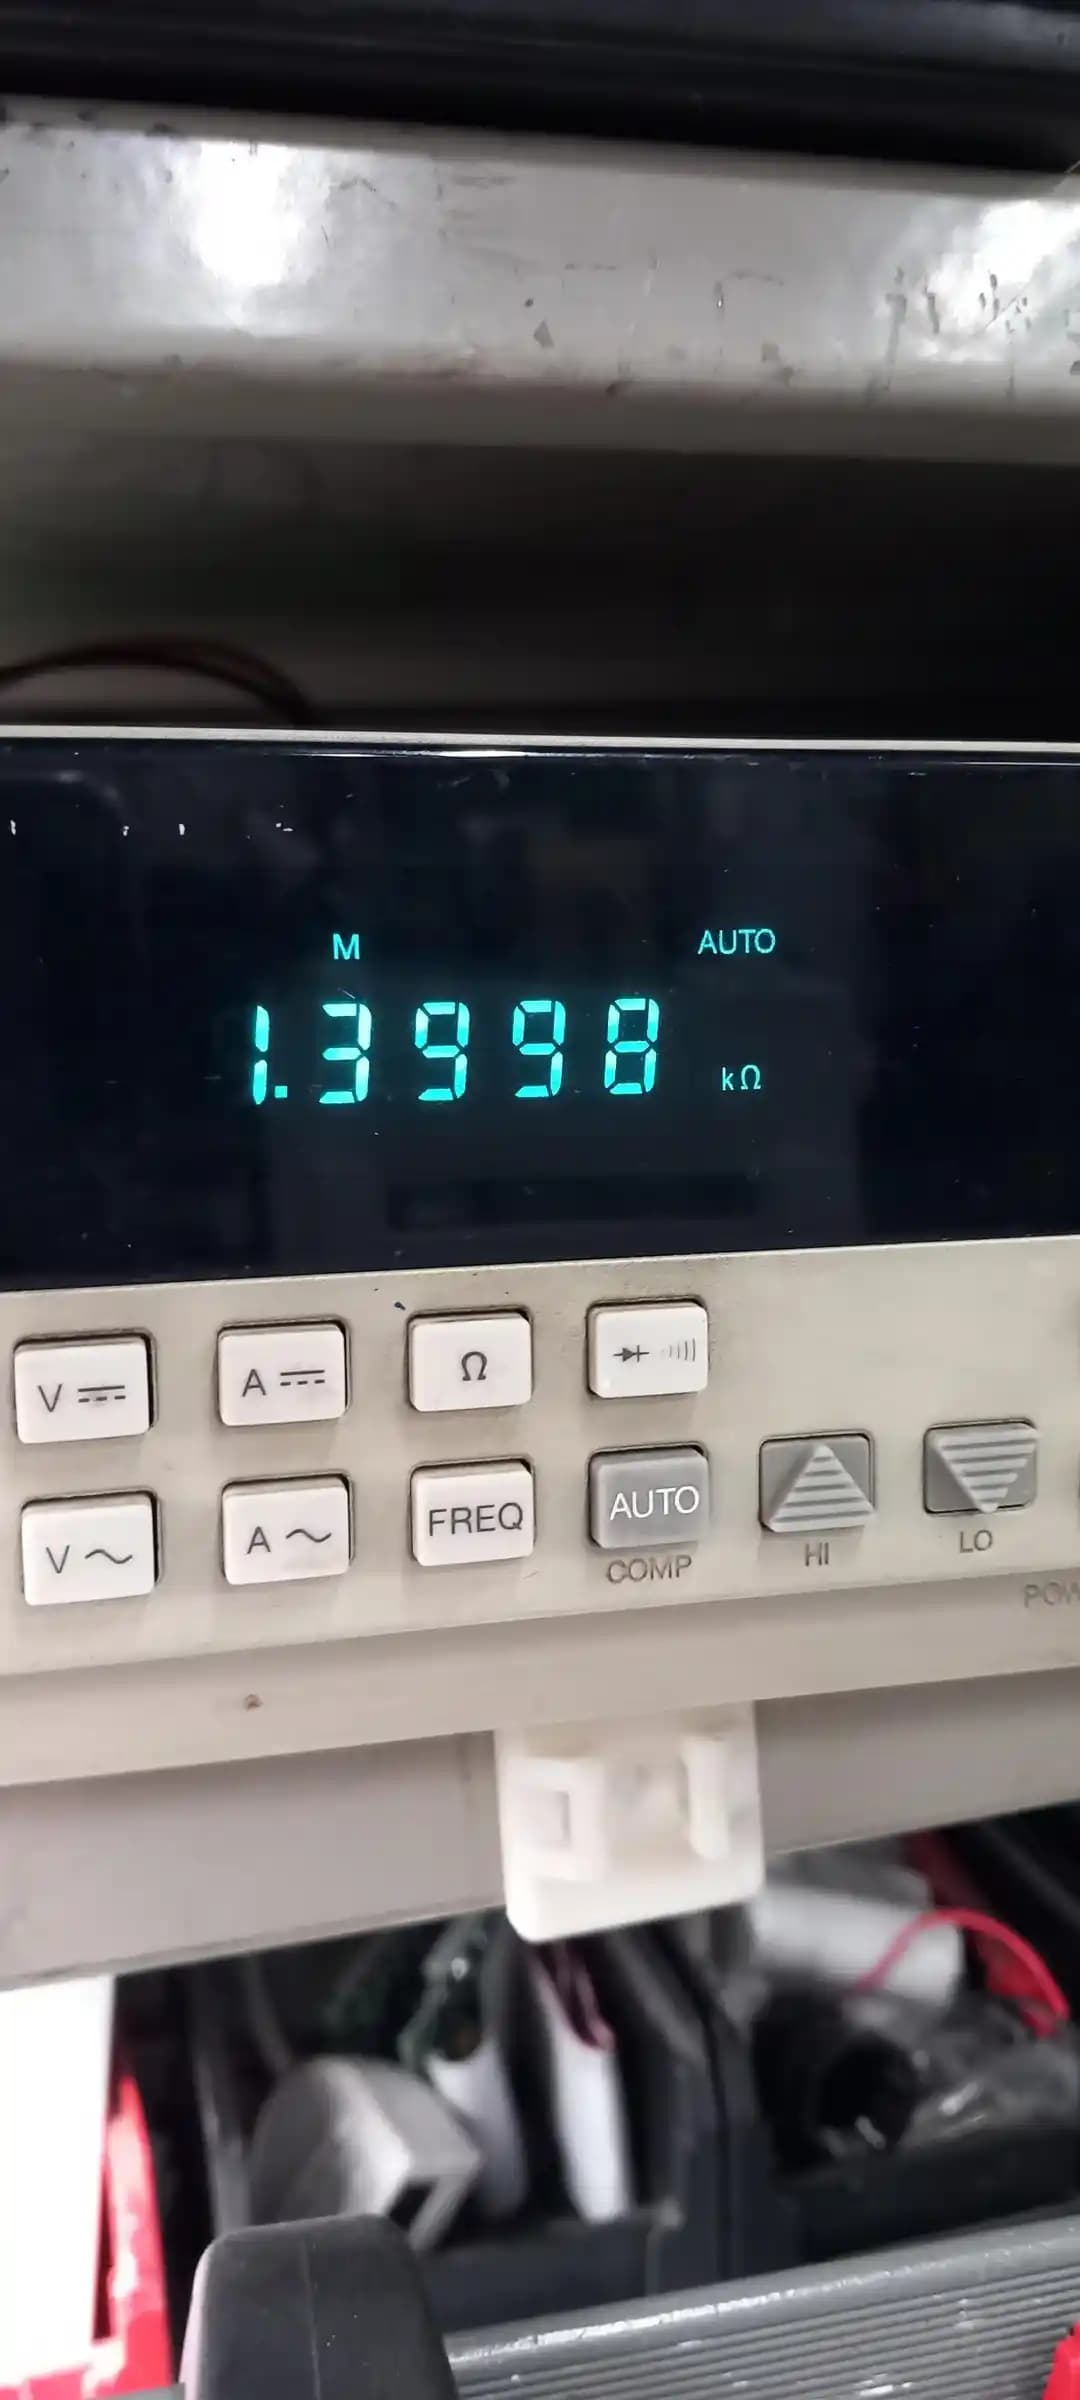 M AUTO
1.3998 kΩ
V A Ω
V A FREQ AUTO
COMP HI LO